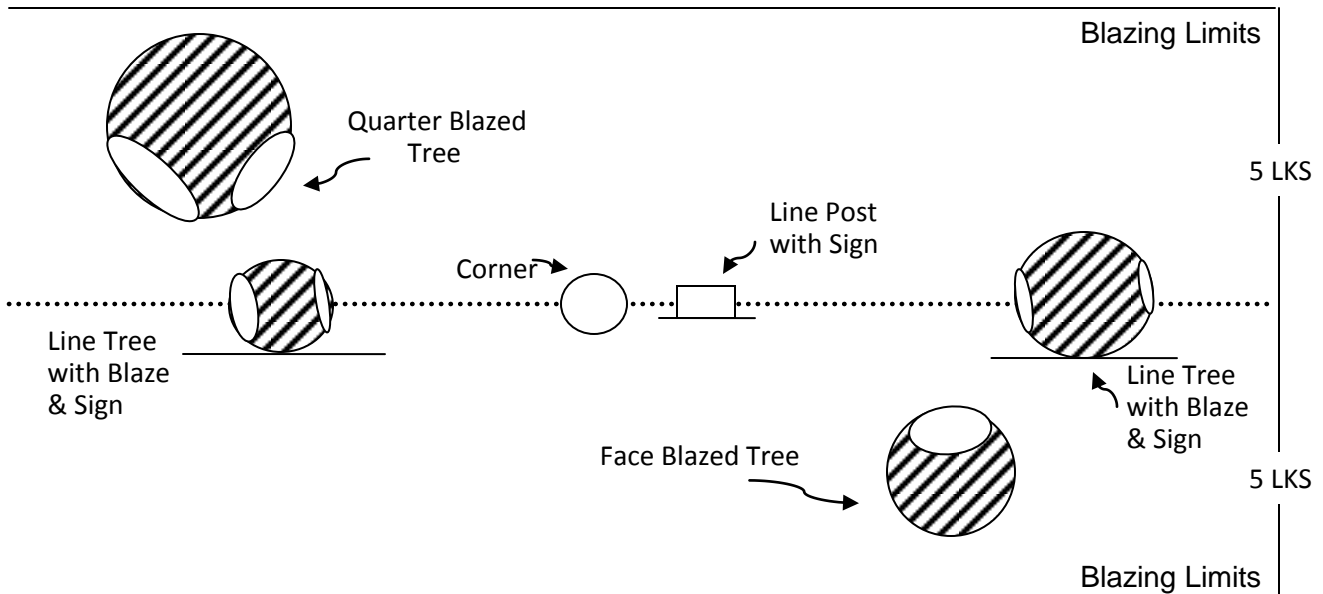 Blazing Limits
Quarter Blazed
Tree
5 LKS
Line Post
with Sign
Corner
Line Tree
with Blaze
& Sign
Line Tree
with Blaze
& Sign
Face Blazed Tree
5 LKS
Blazing Limits